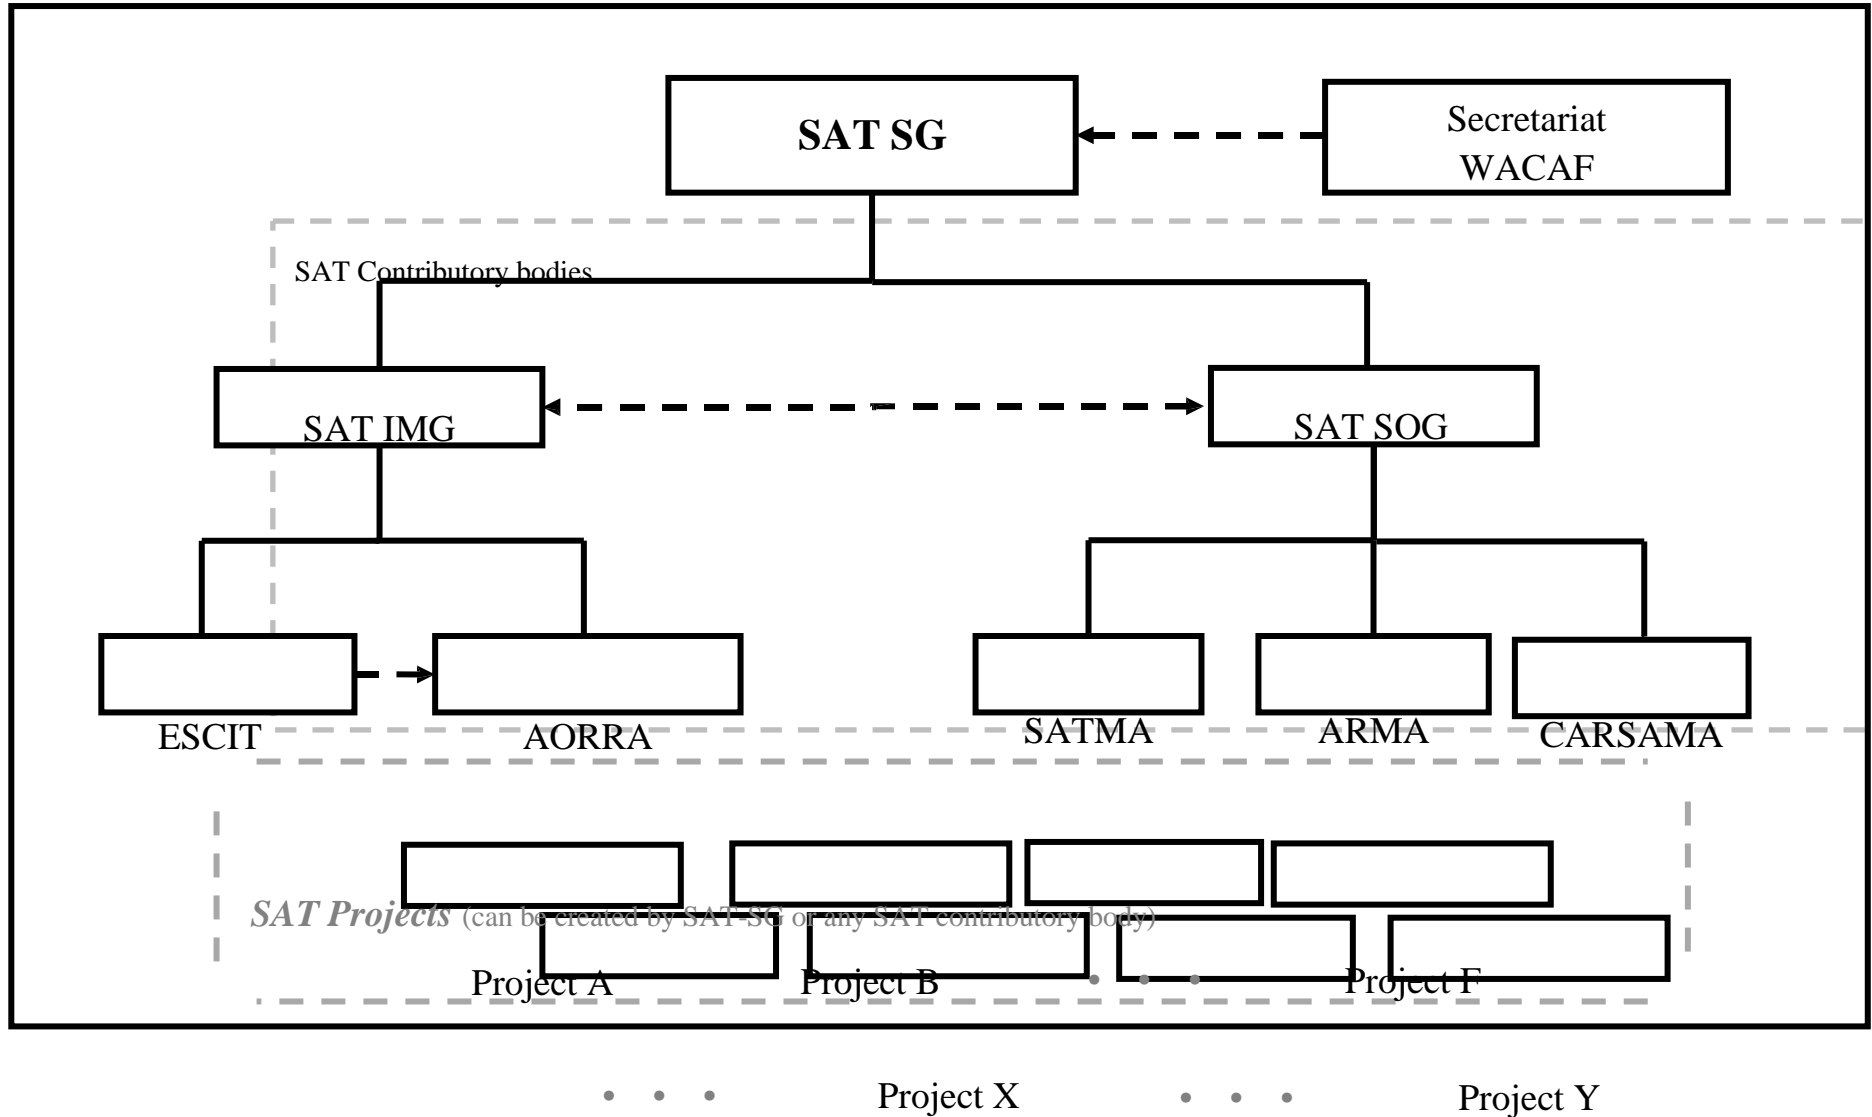 SAT SG
Secretariat
WACAF
SAT Contributory bodies
SAT IMG
SAT SOG
ESCIT
AORRA
SATMA
ARMA
CARSAMA
SAT Projects (can be created by SAT-SG or any SAT contributory body)
Project A
Project B
• • •
Project F
• • •
Project X
• • •
Project Y